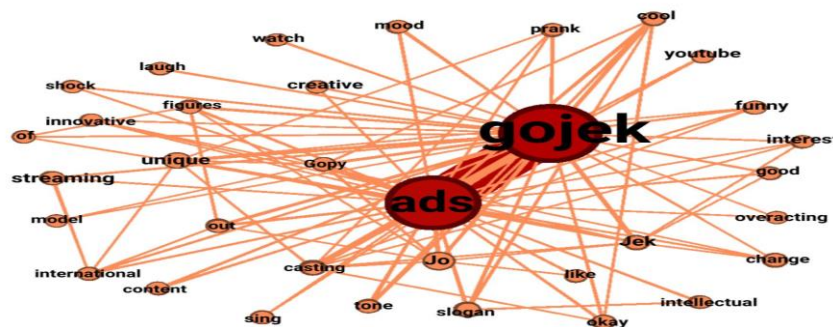 cool
mood
prank
watch
youtube
laugh
shock
creative
figures
funny
innovative
gojek
of
interest
unique
Gopy
good
streaming
ads
model
out
overacting
Jek
Jo
change
international
casting
like
content
tone
intellectual
slogan
sing
okay